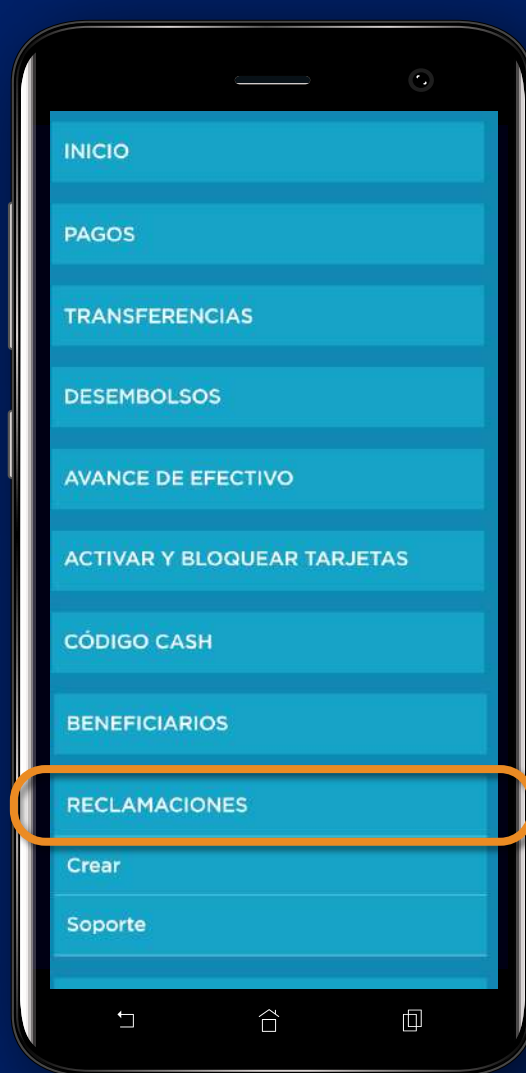 INICIO
PAGOS
TRANSFERENCIAS
DESEMBOLSOS
AVANCE DE EFECTIVO
ACTIVAR Y BLOQUEAR TARJETAS
CÓDIGO CASH
BENEFICIARIOS
RECLAMACIONES
Crear
Soporte